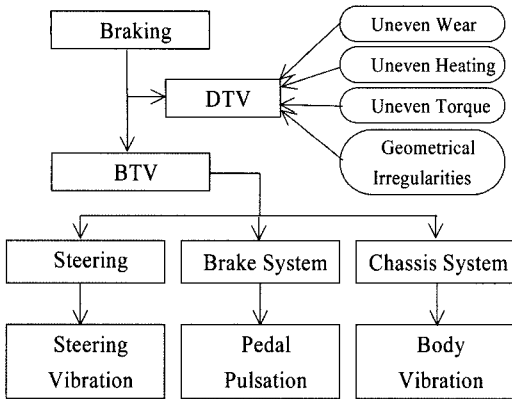 Braking
Uneven Wear
Uneven Heating
DTV
Uneven Torque
Geometrical
Irregularities
BTV
Steering
Brake System
Chassis System
Steering
Vibration
Pedal
Pulsation
Body
Vibration